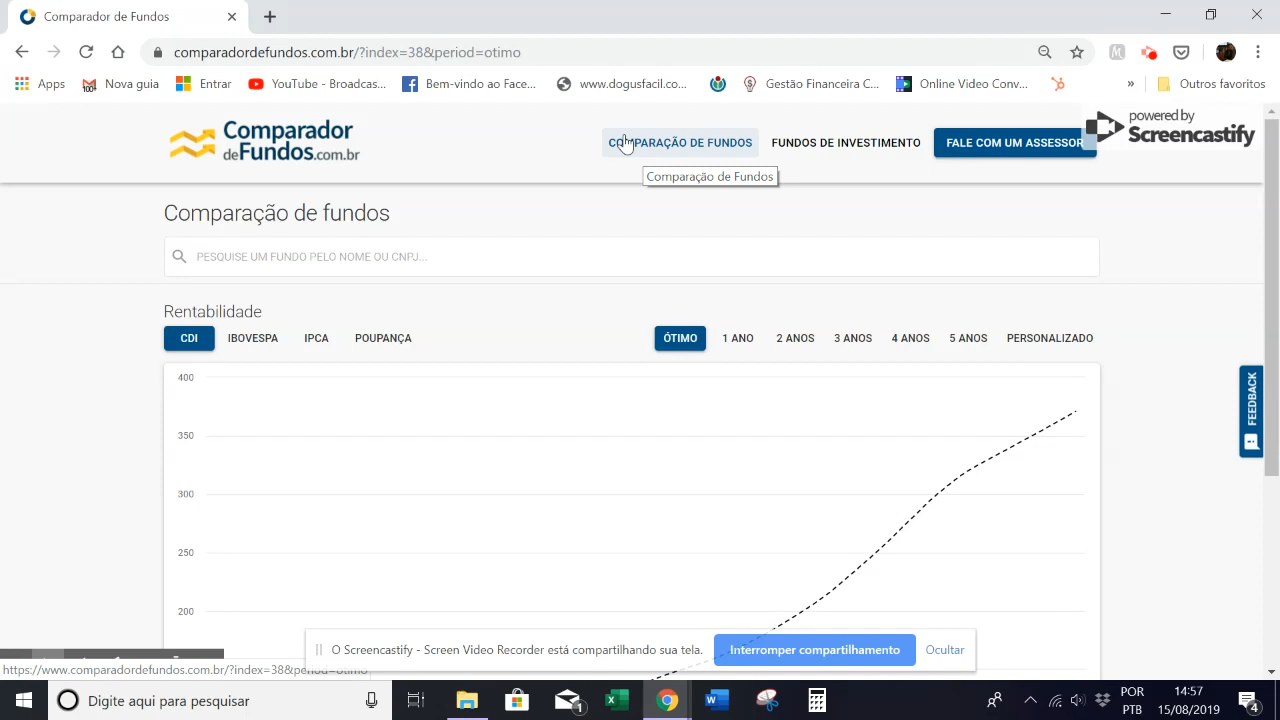 Comparador de Fundos
comparadordefundos.com.br/?index=38&period=otimo
Apps
Nova guia
Entrar
YouTube - Broadcas...
Bem-vindo ao Face...
www.dogusfacil.co...
Gestão Financeira C...
Online Video Conv...
»
Outros favoritos
Comparador
deFundos.com.br
COMPARAÇÃO DE FUNDOS
FUNDOS DE INVESTIMENTO
FALE COM UM ASSESSOR
powered by
Screencastify
Comparação de Fundos
Comparação de fundos
PESQUISE UM FUNDO PELO NOME OU CNPJ...
Rentabilidade
CDI
IBOVESPA
IPCA
POUPANÇA
ÓTIMO
1 ANO
2 ANOS
3 ANOS
4 ANOS
5 ANOS
PERSONALIZADO
400
350
300
250
200
FEEDBACK
O Screencastify - Screen Video Recorder está compartilhando sua tela.
Interromper compartilhamento
Ocultar
https://www.comparadordefundos.com.br/?index=38&period=otimo
Digite aqui para pesquisar
1
POR
PTB
14:57
15/08/2019
4